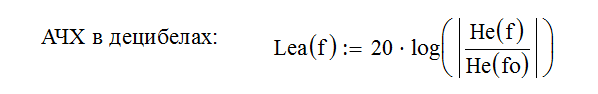 АЧХ в децибелах: Lea(f) := 20 · log(|He(f)/He(fo)|)